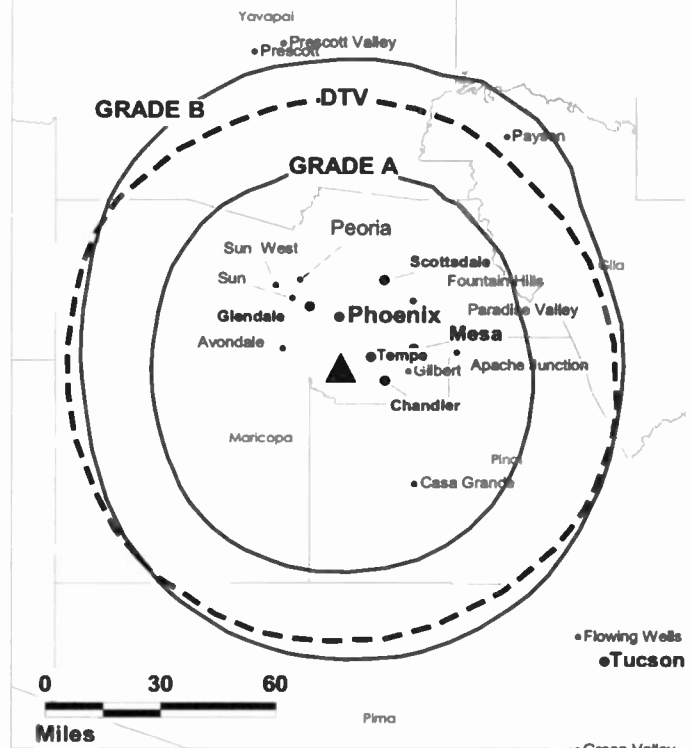 Yavapai
Prescott Valley
Prescott
GRADE B
DTV
Payson
GRADE A
Peoria
Sun West
Scottsdale
Gila
Sun
Fountain Hills
Glendale
Phoenix
Paradise Valley
Mesa
Avondale
Tempe
Gilbert
Apache Junction
Chandler
Maricopa
Pinal
Casa Grande
Flowing Wells
Tucson
0 30 60
Miles
Pima